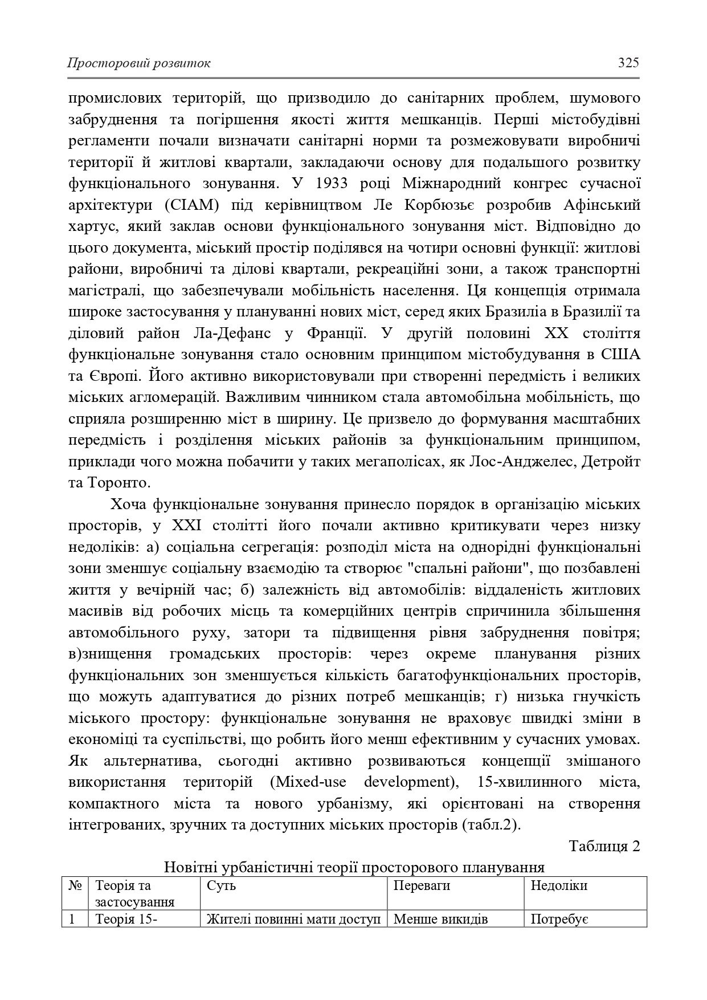 Просторовий розвиток 325
промислових територій, що призводило до санітарних проблем, шумового
забруднення та погіршення якості життя мешканців. Перші містобудівні
регламенти почали визначати санітарні норми та розмежовувати виробничі
території й житлові квартали, закладаючи основу для подальшого розвитку
функціонального зонування. У 1933 році Міжнародний конгрес сучасної
архітектури (CIAM) під керівництвом Ле Корбюзьє розробив Афінський
хартус, який заклав основи функціонального зонування міст. Відповідно до
цього документа, міський простір поділявся на чотири основні функції: житлові
райони, виробничі та ділові квартали, рекреаційні зони, а також транспортні
магістралі, що забезпечували мобільність населення. Ця концепція отримала
широке застосування у плануванні нових міст, серед яких Бразиліа в Бразилії та
діловий район Ла-Дефанс у Франції. У другій половині XX століття
функціональне зонування стало основним принципом містобудування в США
та Європі. Його активно використовували при створенні передмість і великих
міських агломерацій. Важливим чинником стала автомобільна мобільність, що
сприяла розширенню міст в ширину. Це призвело до формування масштабних
передмість і розділення міських районів за функціональним принципом,
приклади чого можна побачити у таких мегаполісах, як Лос-Анджелес, Детройт
та Торонто.
Хоча функціональне зонування принесло порядок в організацію міських
просторів, у XXI столітті його почали активно критикувати через низку
недоліків: а) соціальна сегрегація: розподіл міста на однорідні функціональні
зони зменшує соціальну взаємодію та створює "спальні райони", що позбавлені
життя у вечірній час; б) залежність від автомобілів: віддаленість житлових
масивів від робочих місць та комерційних центрів спричинила збільшення
автомобільного руху, затори та підвищення рівня забруднення повітря;
в)знищення громадських просторів: через окреме планування різних
функціональних зон зменшується кількість багатофункціональних просторів,
що можуть адаптуватися до різних потреб мешканців; г) низька гнучкість
міського простору: функціональне зонування не враховує швидкі зміни в
економіці та суспільстві, що робить його менш ефективним у сучасних умовах.
Як альтернатива, сьогодні активно розвиваються концепції змішаного
використання територій (Mixed-use development), 15-хвилинного міста,
компактного міста та нового урбанізму, які орієнтовані на створення
інтегрованих, зручних та доступних міських просторів (табл.2).
Таблиця 2
Новітні урбаністичні теорії просторового планування
№ Теорія та Суть Переваги Недоліки
застосування
1 Теорія 15- Жителі повинні мати доступ Менше викидів Потребує